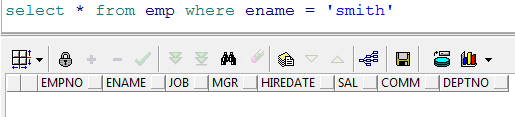 select * from emp where ename = 'smith'
EMPNO ENAME JOB MGR HIREDATE SAL COMM DEPTNO